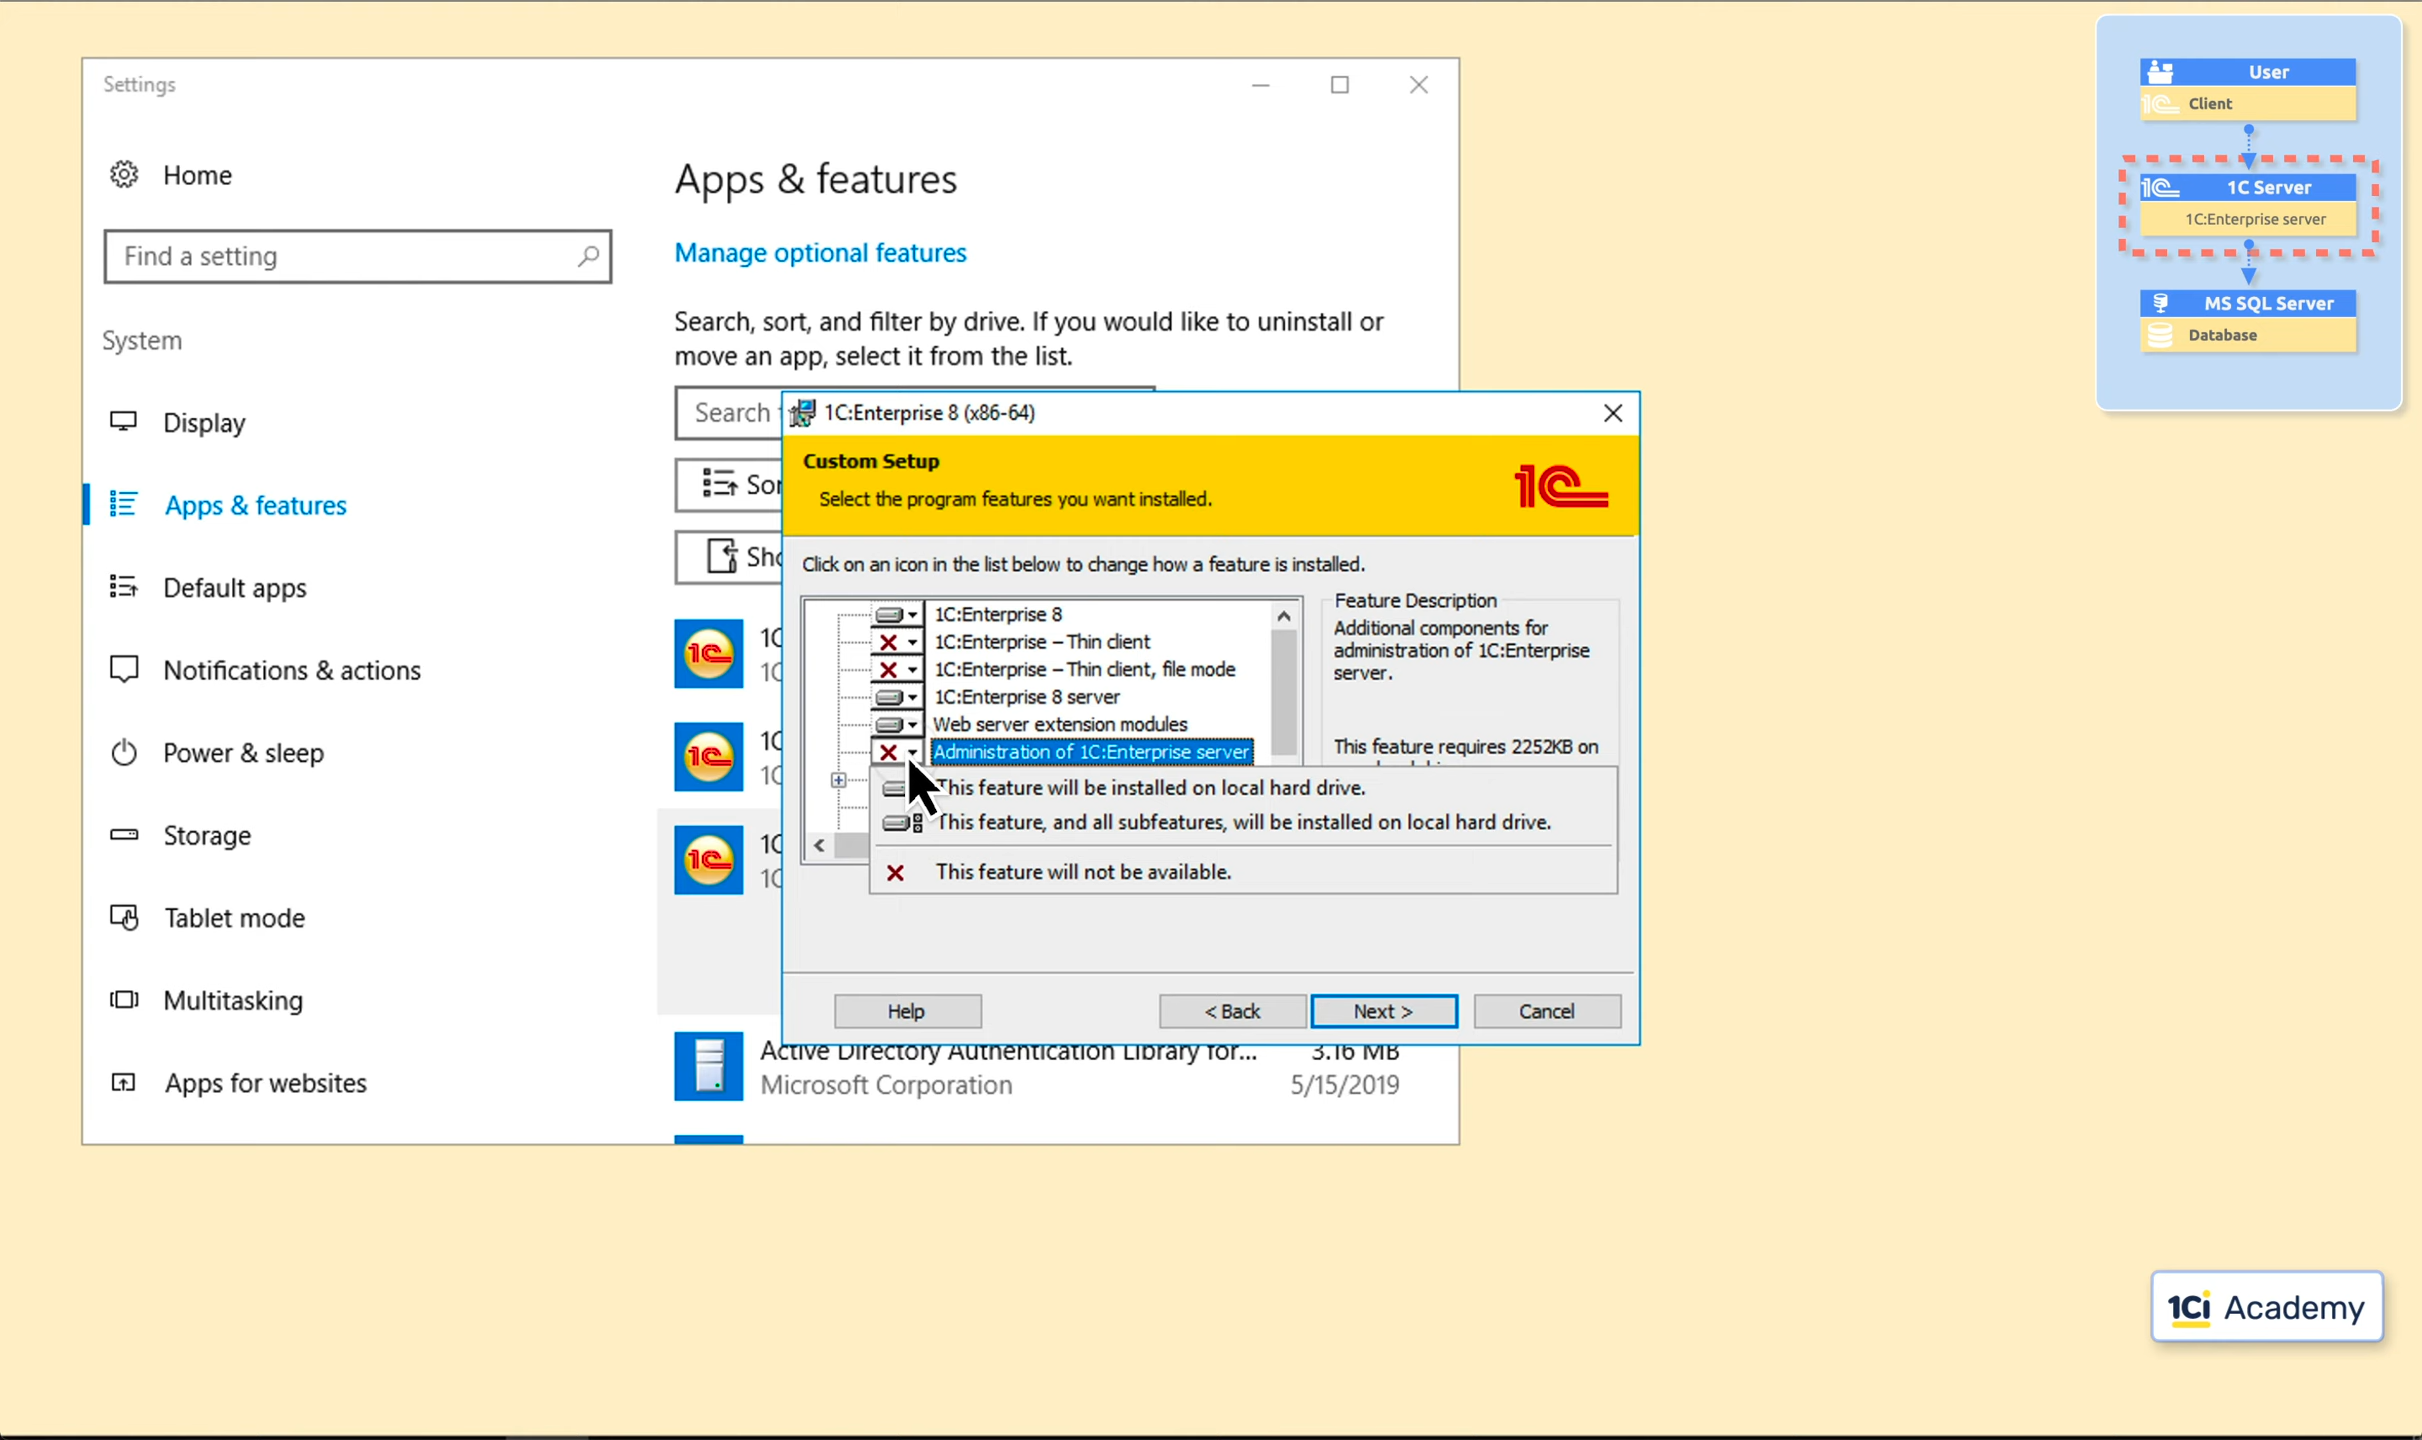 Settings
Home
Find a setting
System
Display
Apps & features
Default apps
Notifications & actions
Power & sleep
Storage
Tablet mode
Multitasking
Apps for websites
Apps & features
Manage optional features
Search, sort, and filter by drive. If you would like to uninstall or
move an app, select it from the list.
Search
Active Directory Authentication Library for... 3.16 MB
Microsoft Corporation 5/15/2019
1C:Enterprise 8 (x86-64)
Custom Setup
Select the program features you want installed.
Click on an icon in the list below to change how a feature is installed.
1C:Enterprise 8
1C:Enterprise – Thin client
1C:Enterprise – Thin client, file mode
1C:Enterprise 8 server
Web server extension modules
Administration of 1C:Enterprise server
Feature Description
Additional components for
administration of 1C:Enterprise
server.
This feature requires 2252KB on
This feature will be installed on local hard drive.
This feature, and all subfeatures, will be installed on local hard drive.
This feature will not be available.
Help
< Back
Next >
Cancel
User
Client
1C Server
1C:Enterprise server
MS SQL Server
Database
1Ci Academy